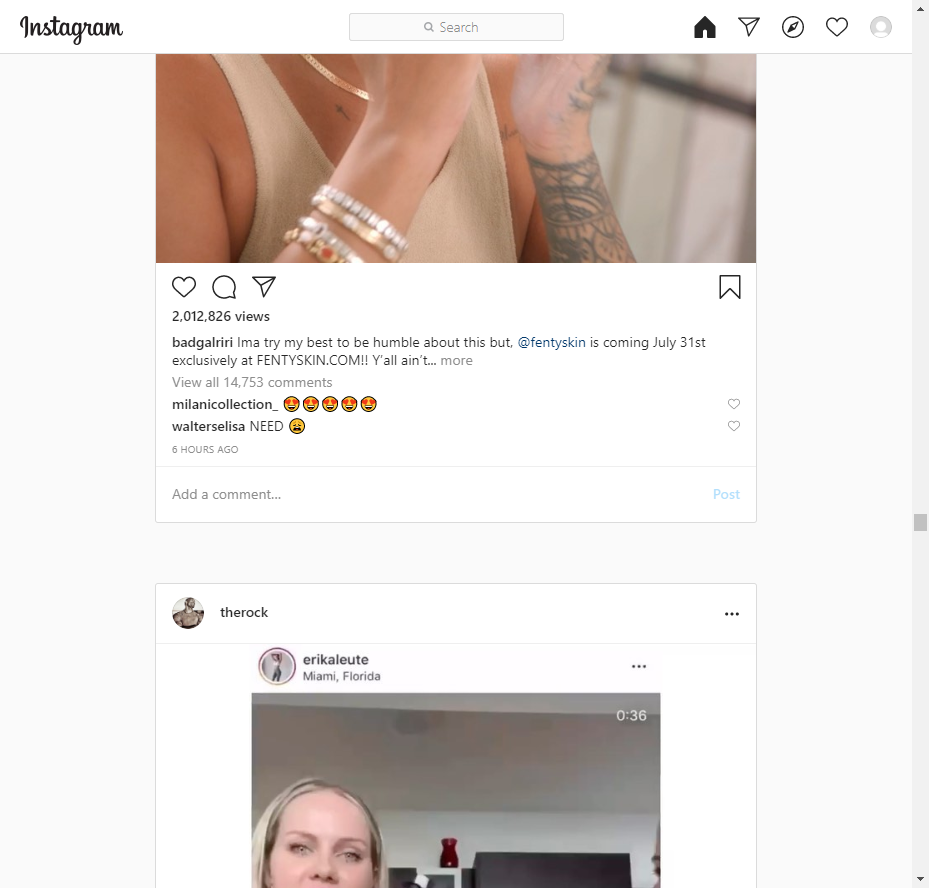 Instagram
Search
2,012,826 views
badgalriri Ima try my best to be humble about this but, @fentyskin is coming July 31st
exclusively at FENTYSKIN.COM!! Y'all ain't... more
View all 14,753 comments
milanicollection_ 😍😍😍😍😍
walterselisa NEED 😩
6 HOURS AGO
Add a comment...
Post
therock
erikaleute
Miami, Florida
0:36